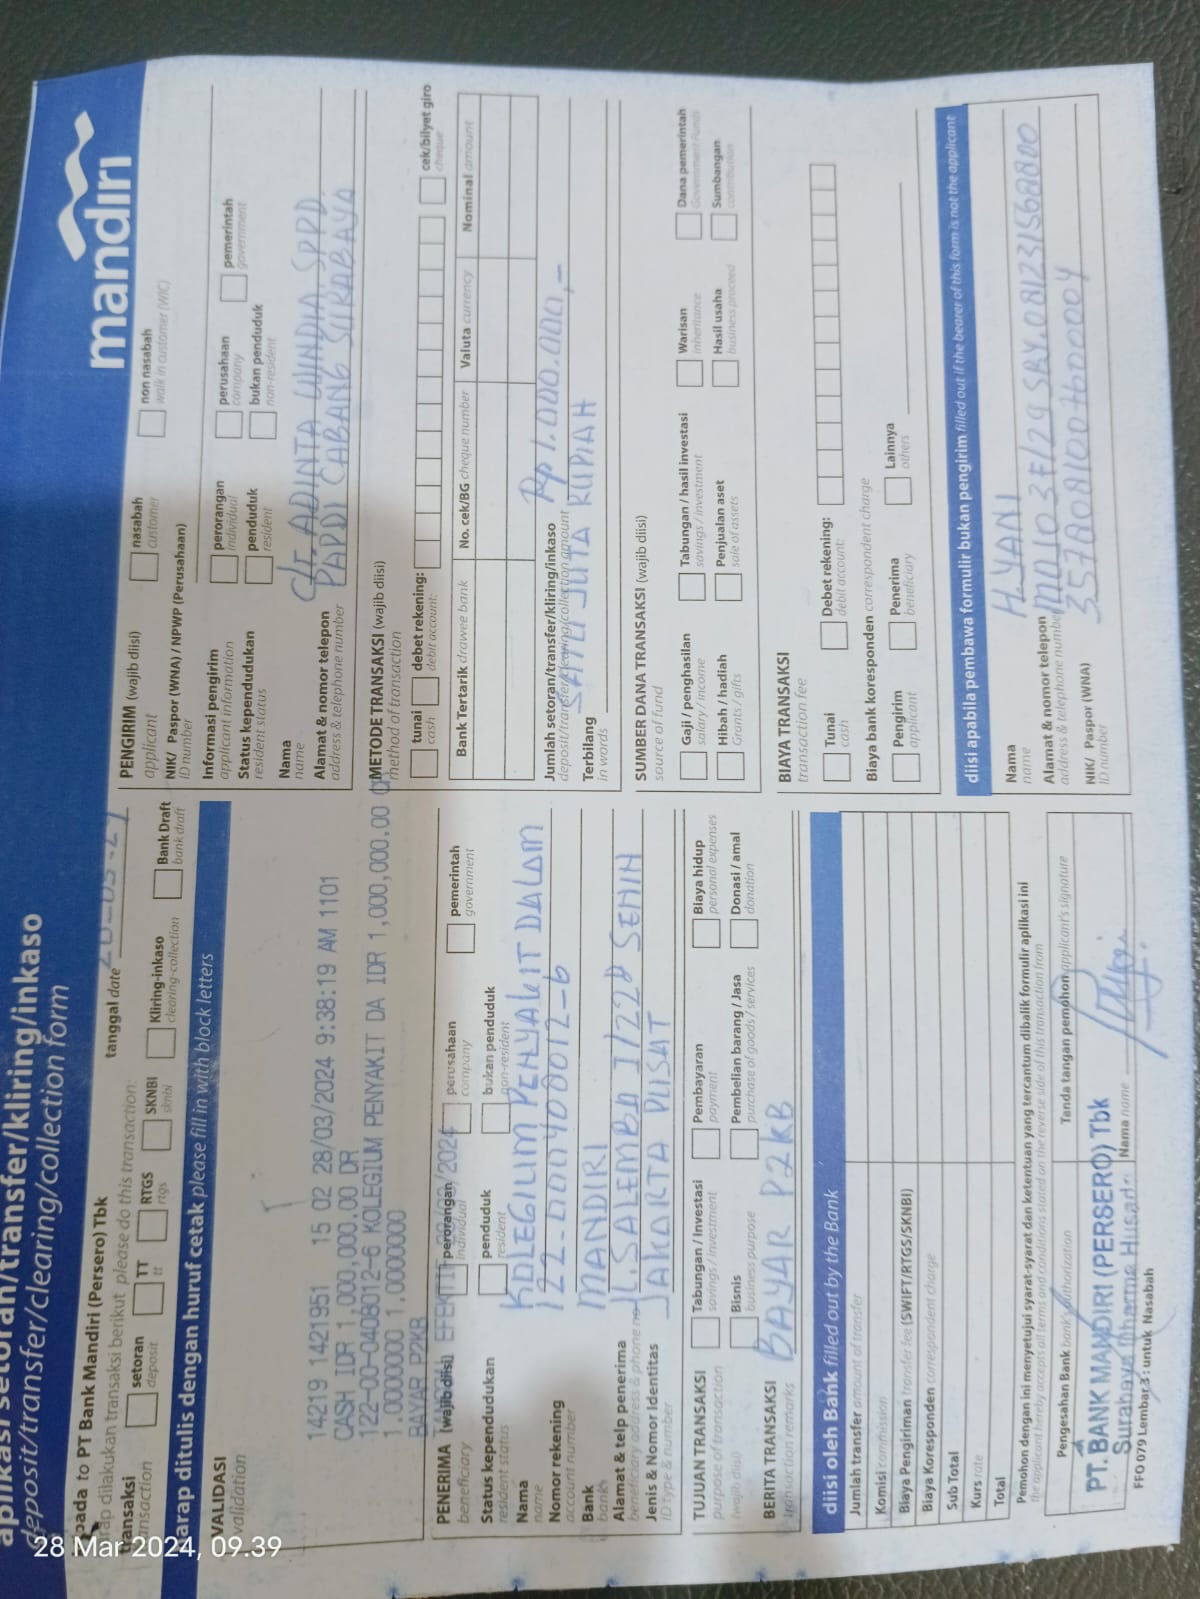 aplikasi setoran/transfer/kliring/inkaso
deposit/transfer/clearing/collection form
mandiri
kepada to PT Bank Mandiri (Persero) Tbk
tanggal date
harap dilakukan transaksi berikut please do this transaction:
transaksi
transaction
setoran
deposit
TT
tt
RTGS
rtgs
SKNBI
sknbi
Kliring-inkaso
clearing-collection
Bank Draft
bank draft
harap ditulis dengan huruf cetak please fill in with block letters
VALIDASI
validation
14219 1421951 15 02 28/03/2024 9:38:19 AM 1101
CASH IDR 1,000,000.00 DR
122-00-0408012-6 KOLEGIUM PENYAKIT DA IDR 1,000,000.00
1.0000000 1.0000000
BAYAR P2KB
PENERIMA (wajib diisi)
beneficiary
perorangan
individual
perusahaan
company
pemerintah
government
Status kependudukan
resident status
penduduk
resident
bukan penduduk
non-resident
Nama
name
KOLEGIUM PENYAKIT DALAM
Nomor rekening
account number
Bank
bank
MANDIRI
Alamat & telp penerima
beneficiary address & phone no
JL. SALEMBA I/22D SENIN
Jenis & Nomor Identitas
ID type & number
JAKARTA PUSAT
TUJUAN TRANSAKSI
purpose of transaction
(wajib diisi)
Tabungan / Investasi
savings / investment
Pembayaran
payment
Biaya hidup
personal expenses
Bisnis
business purpose
Pembelian barang / Jasa
purchase of goods / services
Donasi / amal
donation
BERITA TRANSAKSI
transaction remarks
BAYAR P2KB
diisi oleh Bank filled out by the Bank
Jumlah transfer amount of transfer
Komisi commission
Biaya Pengiriman transfer fee (SWIFT/RTGS/SKNBI)
Biaya Koresponden correspondent charge
Sub Total
Kurs rate
Total
Pemohon dengan ini menyetujui syarat-syarat dan ketentuan yang tercantum dibalik formulir aplikasi ini
the applicant hereby accepts all terms and conditions stated on the reverse side of this transaction from
Pengesahan Bank bank's authorization
Tanda tangan pemohon applicant's signature
PT. BANK MANDIRI (PERSERO) Tbk
Surabaya Dharma Husada
Nama name
FFO 079 Lembar 3 : untuk Nasabah
PENGIRIM (wajib diisi)
applicant
nasabah
customer
non nasabah
walk in customer (WIC)
NIK/ Paspor (WNA) / NPWP (Perusahaan)
ID number
Informasi pengirim
applicant information
perorangan
individual
perusahaan
company
pemerintah
government
Status kependudukan
resident status
penduduk
resident
bukan penduduk
non-resident
Nama
name
Alamat & nomor telepon
address & telephone number
PAPDI CABANG SURABAYA
METODE TRANSAKSI (wajib diisi)
method of transaction
tunai
cash
debet rekening:
debit account:
cek/bilyet giro
cheque
Bank Tertarik drawee bank
No. cek/BG cheque number
Valuta currency
Nominal amount
Jumlah setoran/transfer/kliring/inkaso
deposit/transfer/clearing/collection amount
Rp 1.000.000,-
Terbilang
in words
SATU JUTA RUPIAH
SUMBER DANA TRANSAKSI (wajib diisi)
source of fund
Gaji / penghasilan
salary / income
Tabungan / hasil investasi
savings / investment
Warisan
inheritance
Dana pemerintah
Government Funds
Hibah / hadiah
Grants / gifts
Penjualan aset
sale of assets
Hasil usaha
business proceed
Sumbangan
contribution
BIAYA TRANSAKSI
transaction fee
Tunai
cash
Debet rekening:
debit account:
Biaya bank koresponden correspondent charge
Pengirim
applicant
Penerima
beneficiary
Lainnya
others
diisi apabila pembawa formulir bukan pengirim filled out if the bearer of this form is not the applicant
Nama
name
H. YANI
Alamat & nomor telepon
address & telephone number
NIK/ Paspor (WNA)
ID number
28 Mar 2024, 09.39